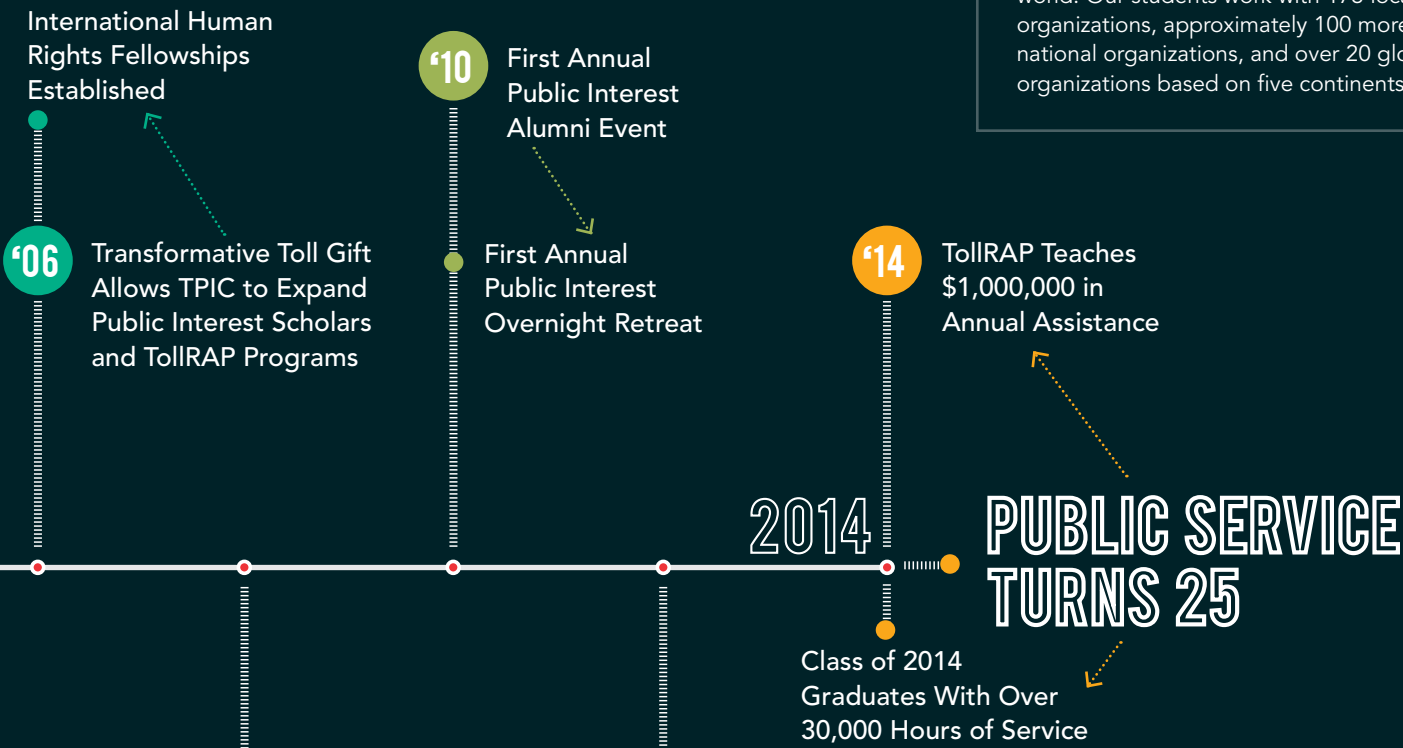 International Human
Rights Fellowships
Established
‘06
Transformative Toll Gift
Allows TPIC to Expand
Public Interest Scholars
and TollRAP Programs
‘10
First Annual
Public Interest
Alumni Event
First Annual
Public Interest
Overnight Retreat
organizations, approximately 100 more
national organizations, and over 20
organizations based on five continents
‘14
TollRAP Teaches
$1,000,000 in
Annual Assistance
2014
PUBLIC SERVICE
TURNS 25
Class of 2014
Graduates With Over
30,000 Hours of Service